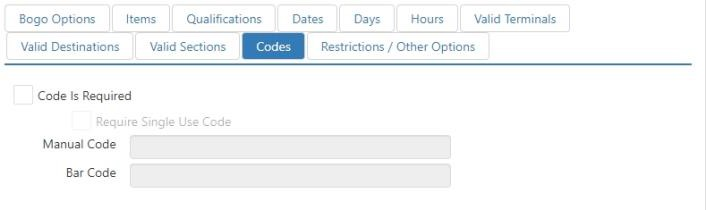 Bogo Options Items Qualifications Dates Days Hours Valid Terminals
Valid Destinations Valid Sections Codes Restrictions / Other Options
Code Is Required
Require Single Use Code
Manual Code
Bar Code